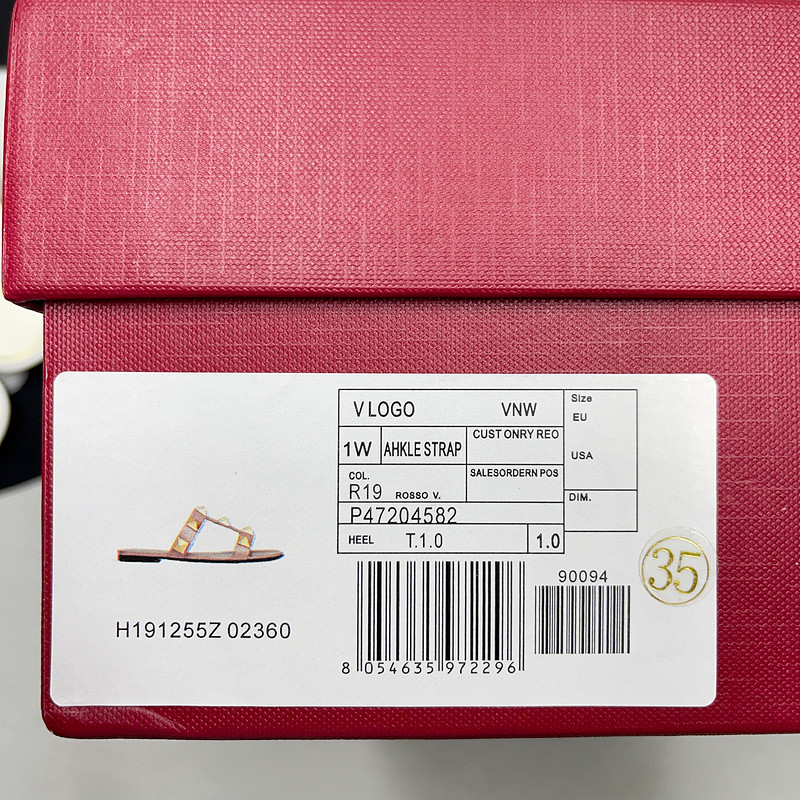 V LOGO VNW
1W AHKLE STRAP CUST ONRY REO
COL.
R19 ROSSO V. SALESORDERN POS
P47204582
HEEL T.1.0 1.0
Size
EU
USA
DIM.
35
H191255Z 02360
90094
8 054635 972296